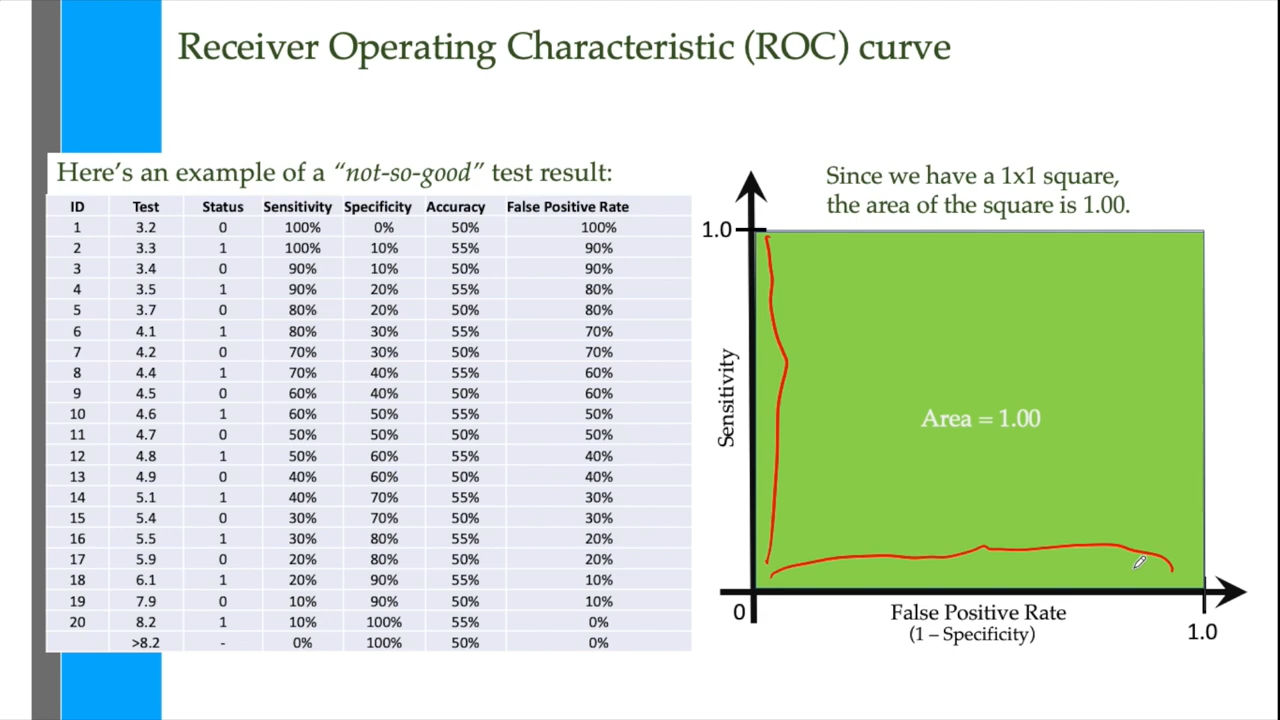 Receiver Operating Characteristic (ROC) curve
Here's an example of a "not-so-good" test result:
ID Test Status Sensitivity Specificity Accuracy False Positive Rate
1 3.2 0 100% 0% 50% 100%
2 3.3 1 100% 10% 55% 90%
3 3.4 0 90% 10% 50% 90%
4 3.5 1 90% 20% 55% 80%
5 3.7 0 80% 20% 50% 80%
6 4.1 1 80% 30% 55% 70%
7 4.2 0 70% 30% 50% 70%
8 4.4 1 70% 40% 55% 60%
9 4.5 0 60% 40% 50% 60%
10 4.6 1 60% 50% 55% 50%
11 4.7 0 50% 50% 50% 50%
12 4.8 1 50% 60% 55% 40%
13 4.9 0 40% 60% 50% 40%
14 5.1 1 40% 70% 55% 30%
15 5.4 0 30% 70% 50% 30%
16 5.5 1 30% 80% 55% 20%
17 5.9 0 20% 80% 50% 20%
18 6.1 1 20% 90% 55% 10%
19 7.9 0 10% 90% 50% 10%
20 8.2 1 10% 100% 55% 0%
>8.2 - 0% 100% 50% 0%
Since we have a 1x1 square,
the area of the square is 1.00.
1.0
Sensitivity
Area = 1.00
0
False Positive Rate
(1 – Specificity)
1.0